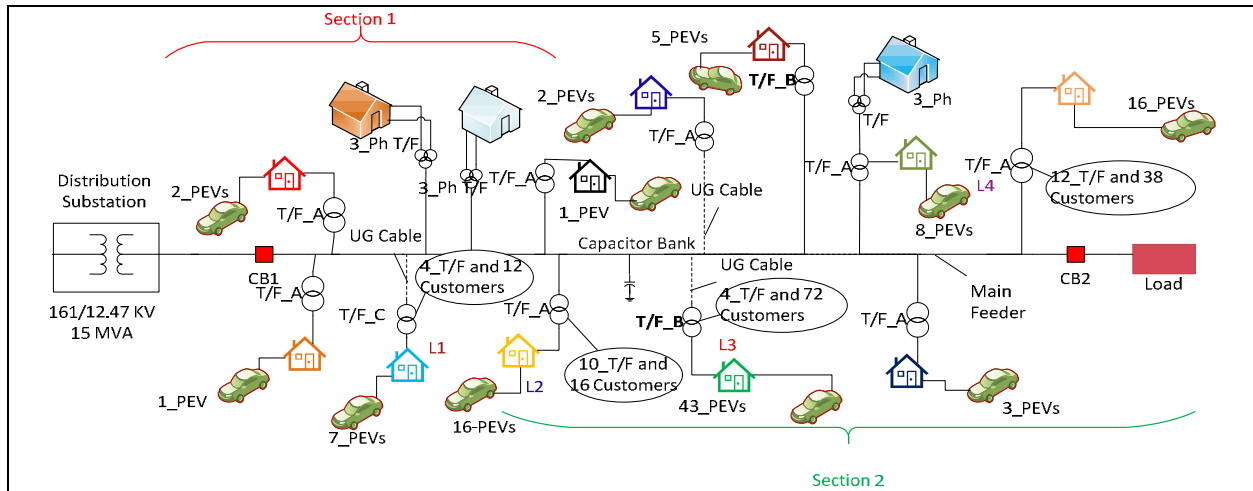 Section 1
5_PEVs
T/F_B
2_PEVs
3_Ph
T/F
16_PEVs
T/F_A
3_Ph T/F
T/F_A
T/F_A
Distribution
Substation
2_PEVs
T/F_A
3_Ph T/F
T/F_A
1_PEV
UG Cable
L4
8_PEVs
12_T/F and 38
Customers
UG Cable
Capacitor Bank
CB1
4_T/F and 12
Customers
UG Cable
CB2
Load
Main
Feeder
161/12.47 KV
15 MVA
T/F_A
T/F_C
T/F_A
T/F_B
4_T/F and 72
Customers
T/F_A
L1
L2
10_T/F and
16 Customers
L3
1_PEV
7_PEVs
16-PEVs
43_PEVs
3_PEVs
Section 2